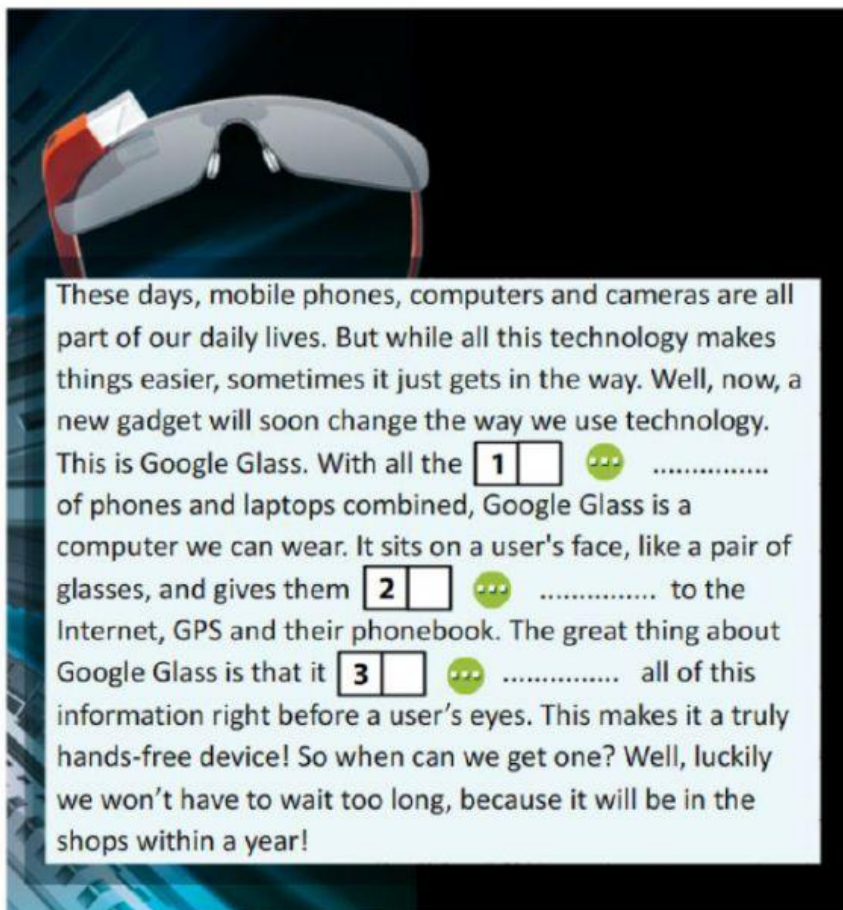 These days, mobile phones, computers and cameras are all
part of our daily lives. But while all this technology makes
things easier, sometimes it just gets in the way. Well, now, a
new gadget will soon change the way we use technology.
This is Google Glass. With all the 1 ...............
of phones and laptops combined, Google Glass is a
computer we can wear. It sits on a user's face, like a pair of
glasses, and gives them 2 ............... to the
Internet, GPS and their phonebook. The great thing about
Google Glass is that it 3 ............... all of this
information right before a user's eyes. This makes it a truly
hands-free device! So when can we get one? Well, luckily
we won't have to wait too long, because it will be in the
shops within a year!